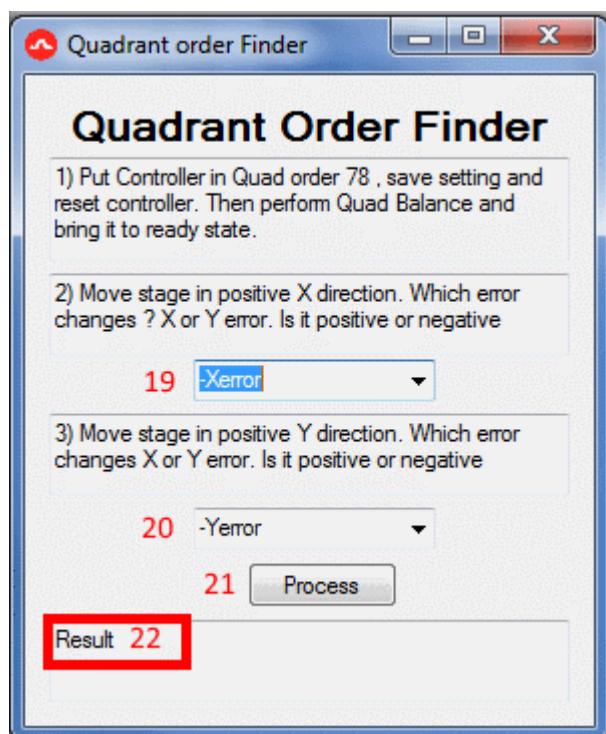 Quadrant order Finder
Quadrant Order Finder
1) Put Controller in Quad order 78 , save setting and
reset controller. Then perform Quad Balance and
bring it to ready state.
2) Move stage in positive X direction. Which error
changes ? X or Y error. Is it positive or negative
19 -Xerror
3) Move stage in positive Y direction. Which error
changes X or Y error. Is it positive or negative
20 -Yerror
21 Process
Result 22